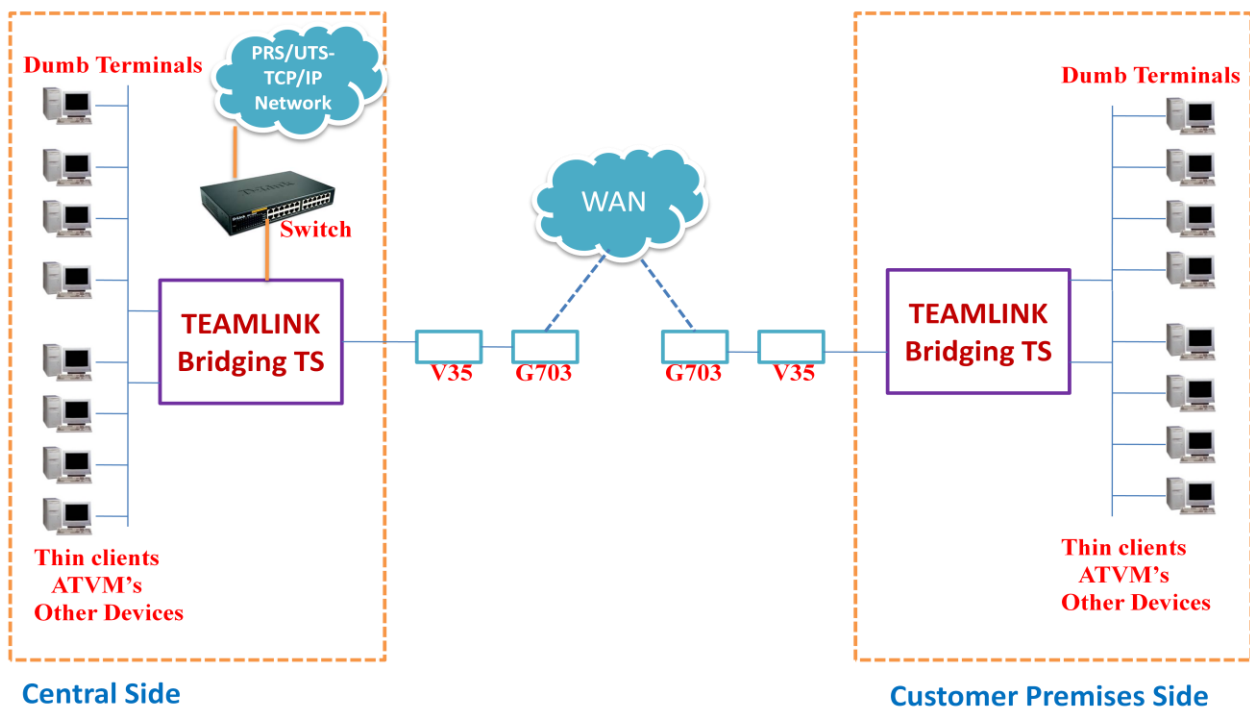 Dumb Terminals
PRS/UTS-
TCP/IP
Network
D-Link
Switch
TEAMLINK
Bridging TS
Thin clients
ATVM's
Other Devices
Central Side
V35
G703
WAN
G703
V35
Dumb Terminals
TEAMLINK
Bridging TS
Thin clients
ATVM's
Other Devices
Customer Premises Side